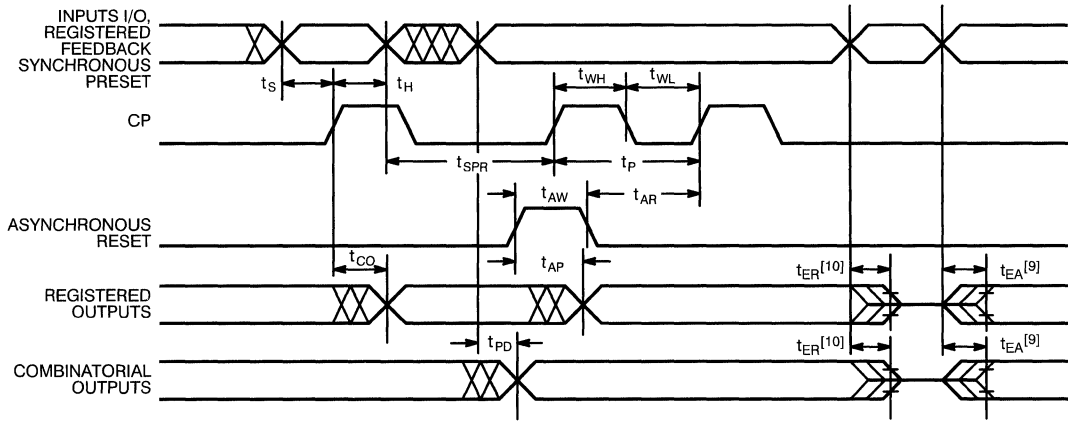 INPUTS I/O,
REGISTERED
FEEDBACK
SYNCHRONOUS
PRESET
tS
tH
tWH
tWL
CP
tSPR
tP
tAW
tAR
ASYNCHRONOUS
RESET
tCO
tAP
tER[10]
tEA[9]
REGISTERED
OUTPUTS
tPD
tER[10]
tEA[9]
COMBINATORIAL
OUTPUTS